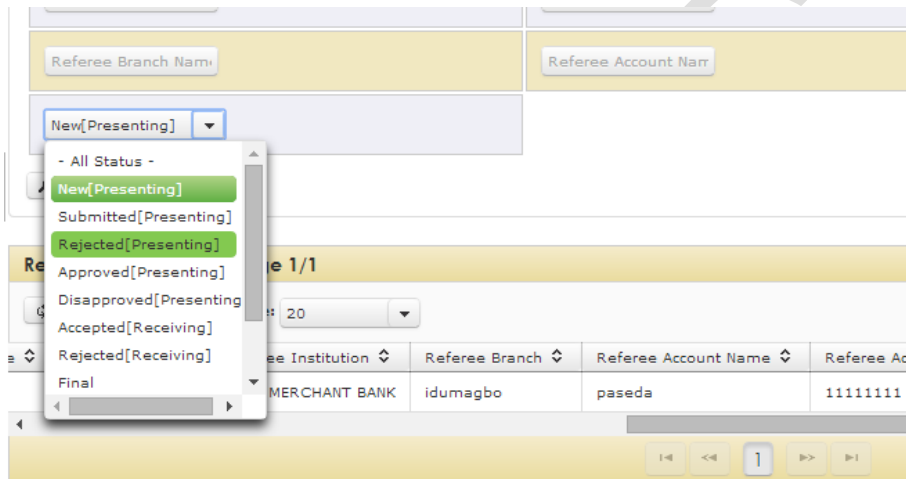 Referee Branch Nam
Referee Account Nam
New[Presenting]
- All Status -
New[Presenting]
Submitted[Presenting]
Rejected[Presenting]
Approved[Presenting]
Disapproved[Presenting
Accepted[Receiving]
Rejected[Receiving]
Final
Re ge 1/1
20
ee Institution Referee Branch Referee Account Name Referee Ac
MERCHANT BANK idumagbo paseda 11111111
1